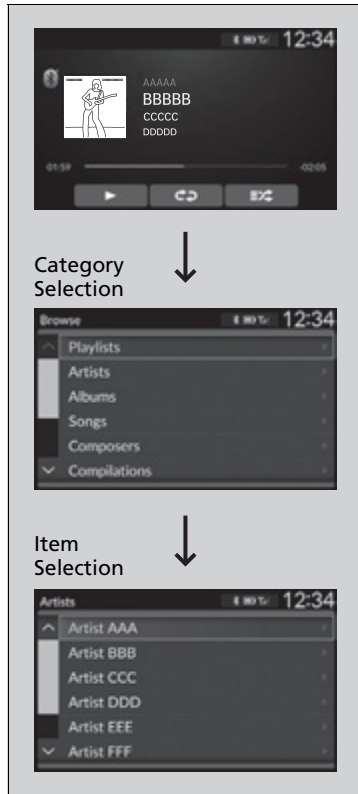 12:34
AAAAA
BBBBB
CCCCC
DDDDD
01:59
-02:05
Category
Selection
Browse
12:34
Playlists
Artists
Albums
Songs
Composers
Compilations
Item
Selection
Artists
12:34
Artist AAA
Artist BBB
Artist CCC
Artist DDD
Artist EEE
Artist FFF